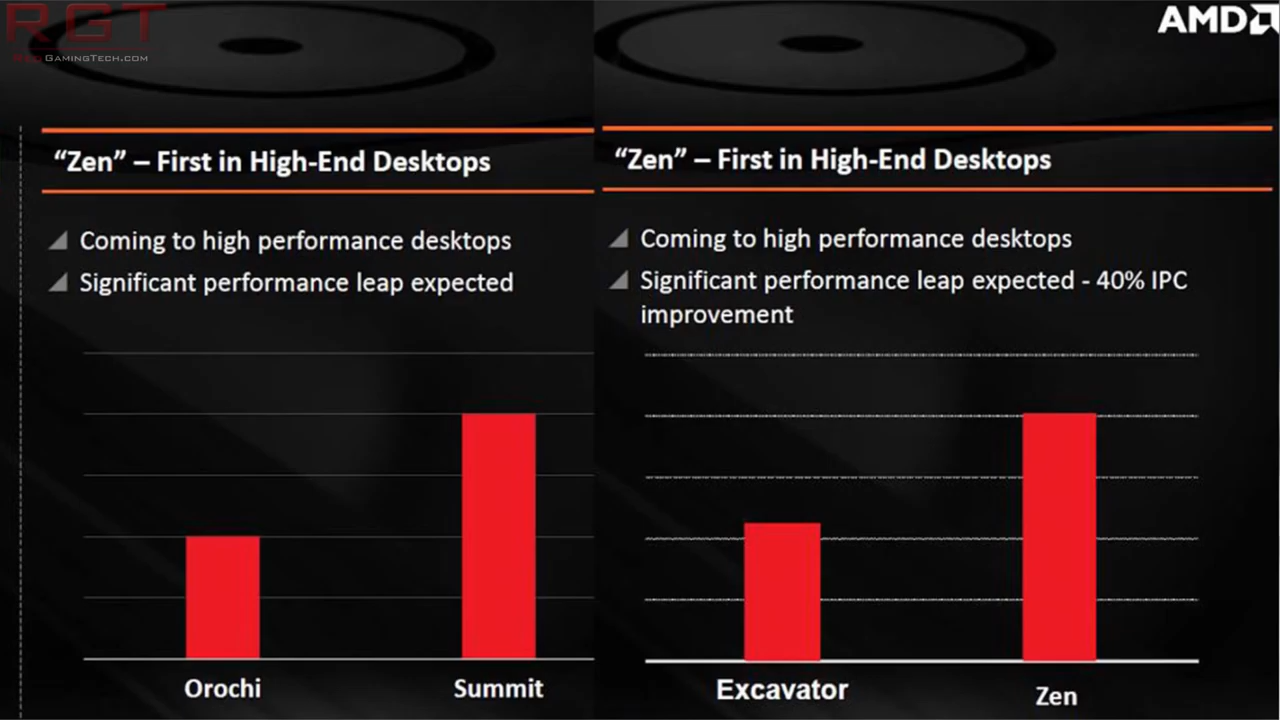 RGT
REDGAMINGTECH.COM
AMD
“Zen” – First in High-End Desktops
Coming to high performance desktops
Significant performance leap expected
Orochi
Summit
“Zen” – First in High-End Desktops
Coming to high performance desktops
Significant performance leap expected - 40% IPC
improvement
Excavator
Zen